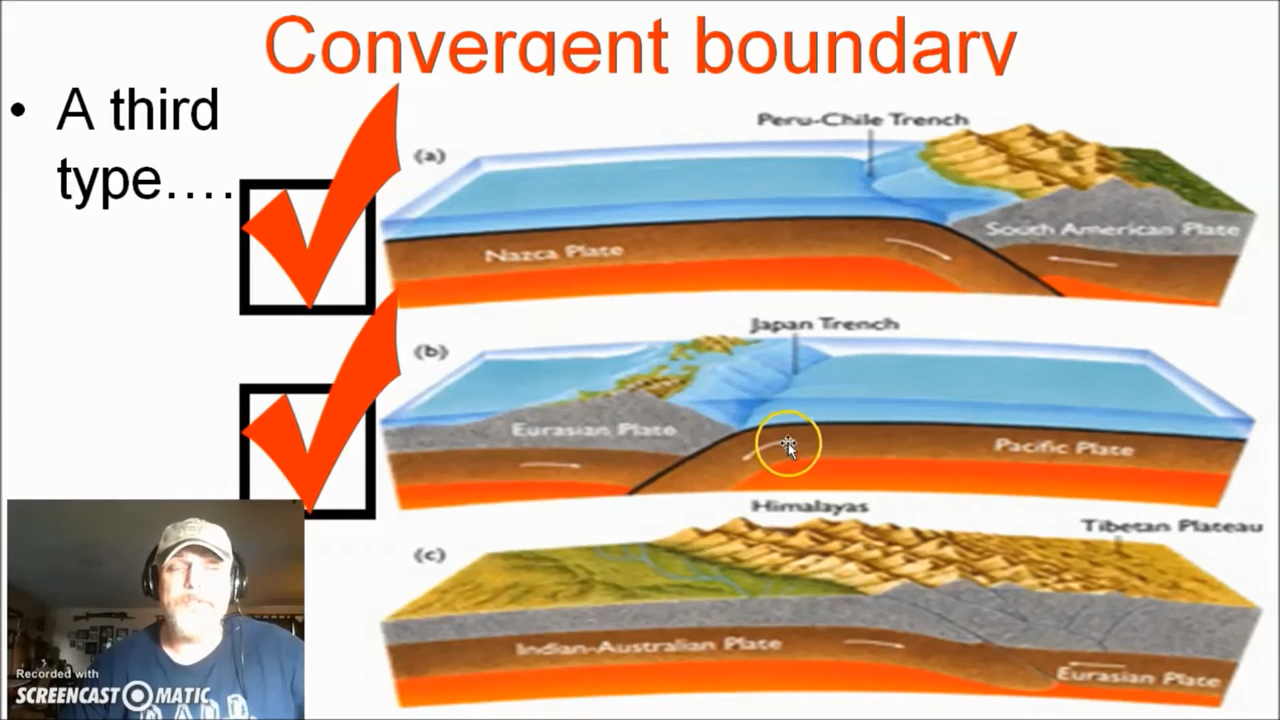 Convergent boundary
• A third
type….
Peru-Chile Trench
(a)
South American Plate
Nazca Plate
Japan Trench
(b)
Eurasian Plate
Pacific Plate
Himalayas
Tibetan Plateau
(c)
Indian-Australian Plate
Eurasian Plate
Recorded with
SCREENCAST MATIC